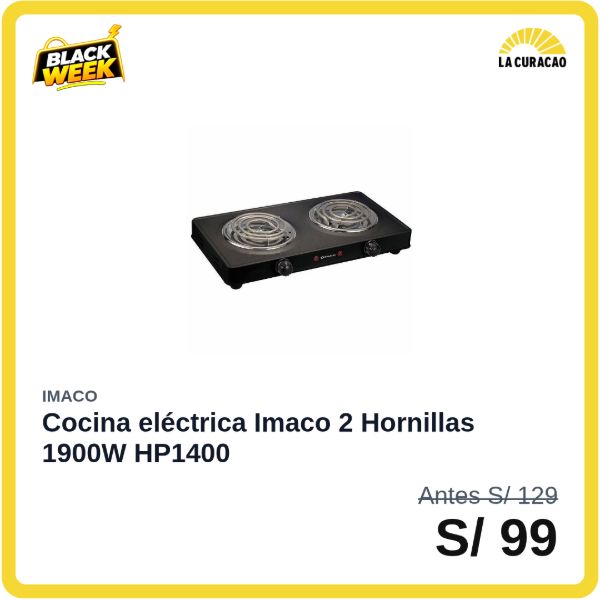 BLACK
WEEK
LA CURACAO
IMACO
Cocina eléctrica Imaco 2 Hornillas
1900W HP1400
Antes S/ 129
S/ 99